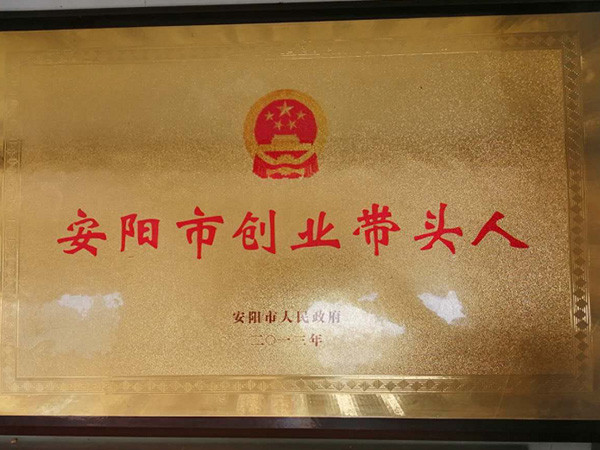 安阳市创业带头人
安阳市人民政府
二〇一三年